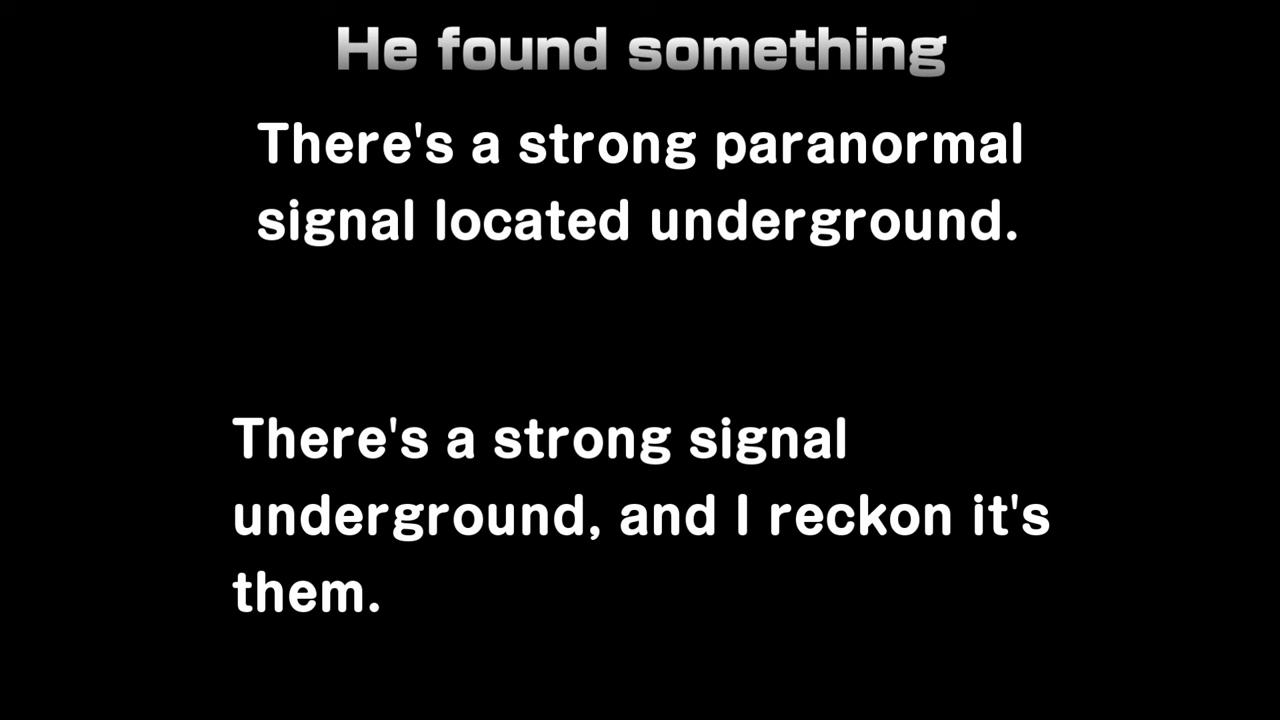 He found something
There's a strong paranormal
signal located underground.
There's a strong signal
underground, and I reckon it's
them.